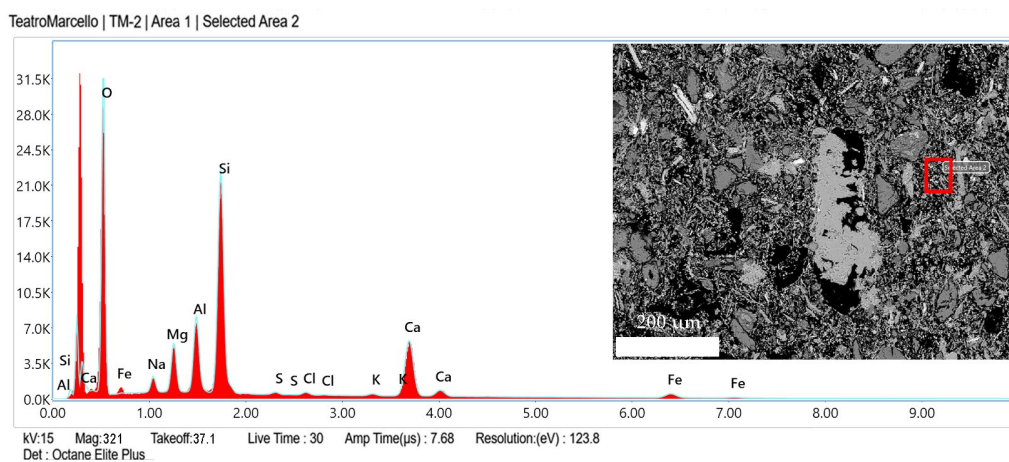 TeatroMarcello | TM-2 | Area 1 | Selected Area 2
31.5K
28.0K
24.5K
21.0K
17.5K
14.0K
10.5K
7.0K
3.5K
0.0K
O
Si
Si
Al
Ca
Fe
Na
Mg
Al
S
S
Cl
Cl
K
K
Ca
Ca
Fe
Fe
Selected Area 2
200 um
0.00 1.00 2.00 3.00 4.00 5.00 6.00 7.00 8.00 9.00
kV:15 Mag:321 Takeoff:37.1 Live Time : 30 Amp Time(µs) : 7.68 Resolution:(eV) : 123.8
Det : Octane Elite Plus